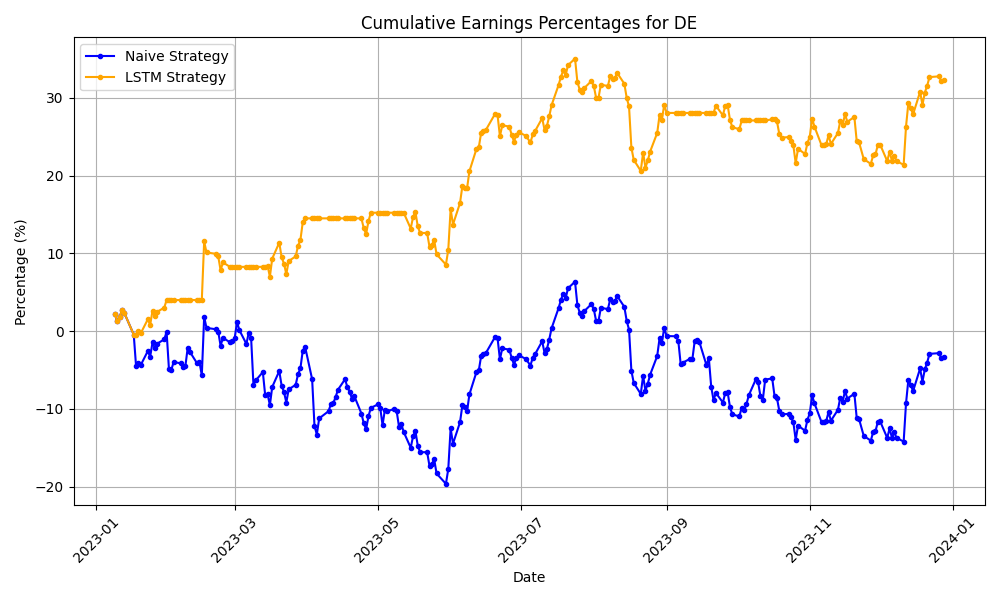 Cumulative Earnings Percentages for DE
Naive Strategy
LSTM Strategy
Percentage (%)
30
20
10
0
−10
−20
2023-01
2023-03
2023-05
2023-07
2023-09
2023-11
2024-01
Date